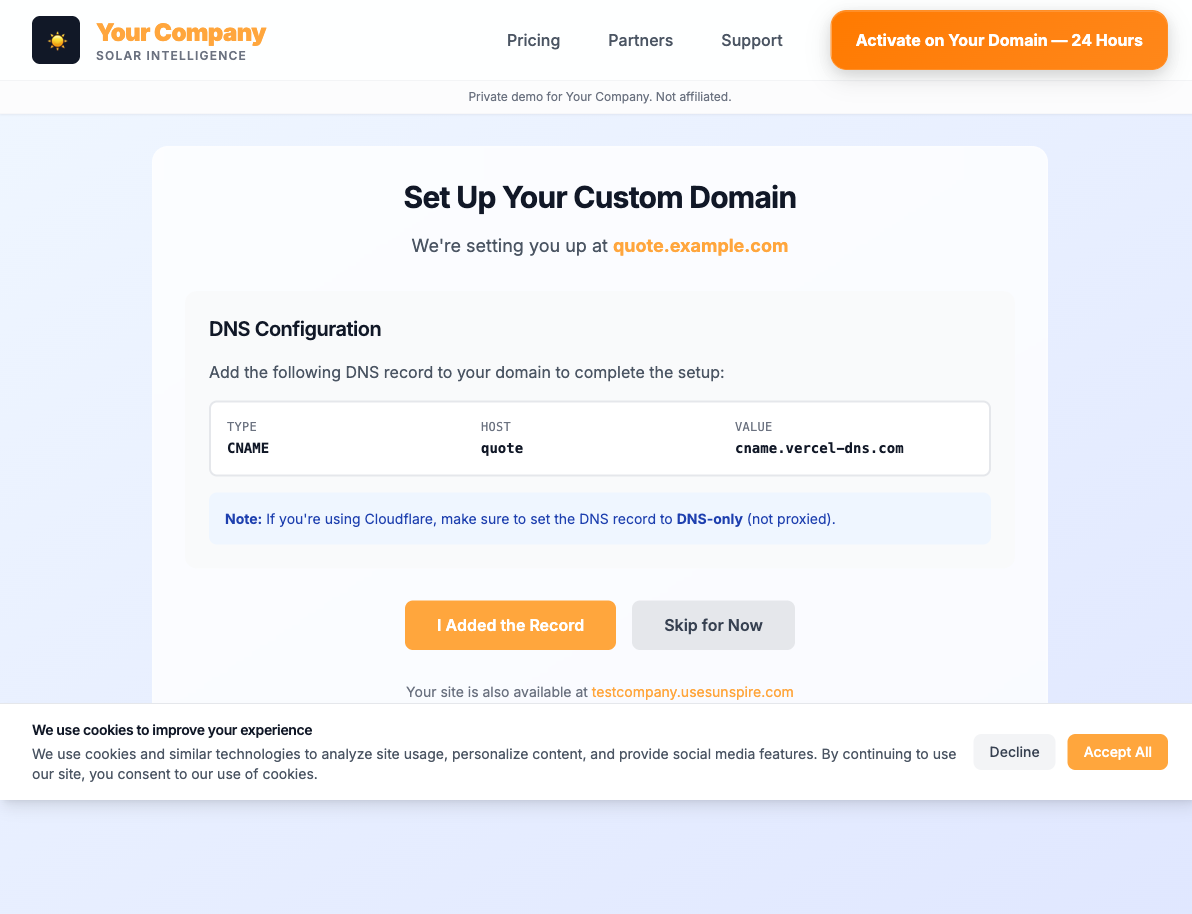 Your Company
SOLAR INTELLIGENCE
Pricing
Partners
Support
Activate on Your Domain — 24 Hours
Private demo for Your Company. Not affiliated.
Set Up Your Custom Domain
We're setting you up at quote.example.com
DNS Configuration
Add the following DNS record to your domain to complete the setup:
TYPE HOST VALUE
CNAME quote cname.vercel-dns.com
Note: If you're using Cloudflare, make sure to set the DNS record to DNS-only (not proxied).
I Added the Record
Skip for Now
Your site is also available at testcompany.usesunspire.com
We use cookies to improve your experience
We use cookies and similar technologies to analyze site usage, personalize content, and provide social media features. By continuing to use
our site, you consent to our use of cookies.
Decline
Accept All